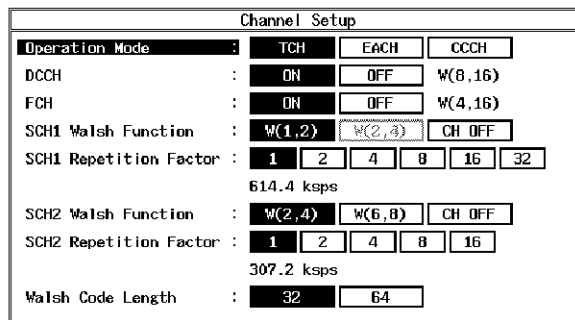 Channel Setup
Operation Mode : TCH EACH CCCH
DCCH : ON OFF W(8,16)
FCH : ON OFF W(4,16)
SCH1 Walsh Function : W(1,2) W(2,4) CH OFF
SCH1 Repetition Factor : 1 2 4 8 16 32
614.4 ksps
SCH2 Walsh Function : W(2,4) W(6,8) CH OFF
SCH2 Repetition Factor : 1 2 4 8 16
307.2 ksps
Walsh Code Length : 32 64